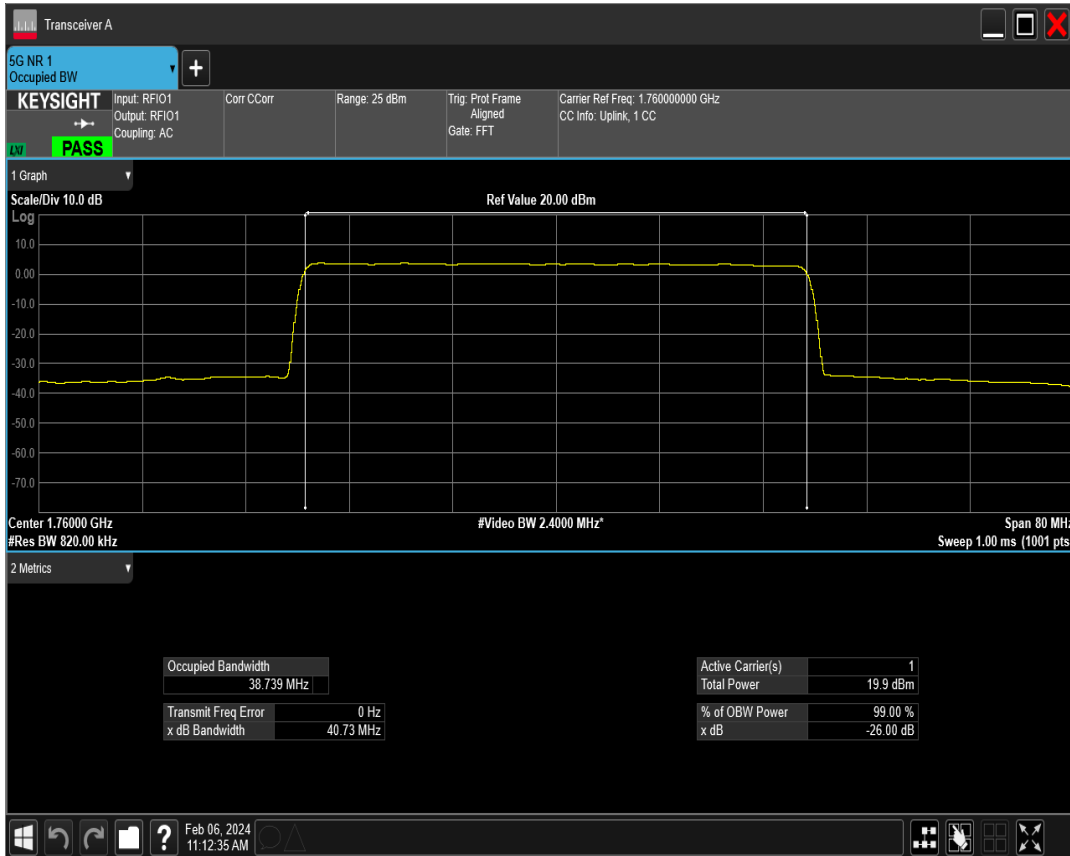 Transceiver A
5G NR 1
Occupied BW
KEYSIGHT
LXI
PASS
Input: RFIO1
Output: RFIO1
Coupling: AC
Corr CCorr
Range: 25 dBm
Trig: Prot Frame
Aligned
Gate: FFT
Carrier Ref Freq: 1.760000000 GHz
CC Info: Uplink, 1 CC
1 Graph
Scale/Div 10.0 dB
Ref Value 20.00 dBm
Log
10.0
0.00
-10.0
-20.0
-30.0
-40.0
-50.0
-60.0
-70.0
Center 1.76000 GHz
#Video BW 2.4000 MHz*
Span 80 MHz
#Res BW 820.00 kHz
Sweep 1.00 ms (1001 pts
2 Metrics
Occupied Bandwidth
38.739 MHz
Transmit Freq Error 0 Hz
x dB Bandwidth 40.73 MHz
Active Carrier(s) 1
Total Power 19.9 dBm
% of OBW Power 99.00 %
x dB -26.00 dB
?
Feb 06, 2024
11:12:35 AM